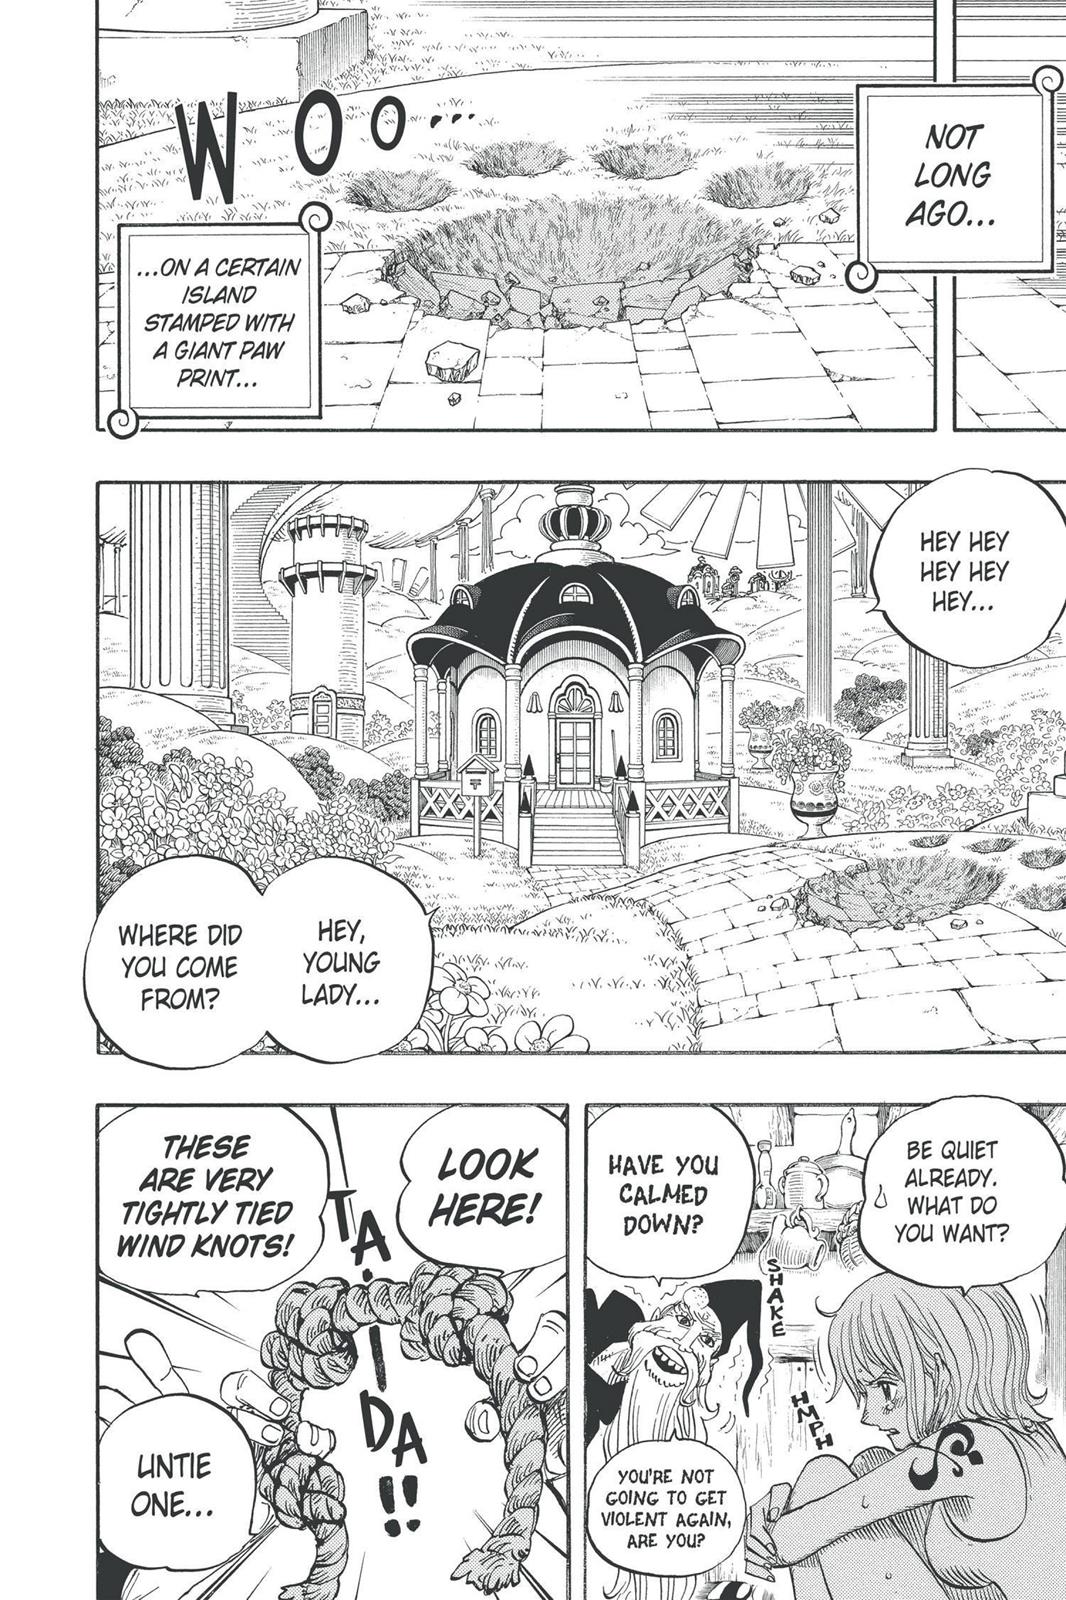 NOT
LONG
AGO...
WOO...
...ON A CERTAIN
ISLAND
STAMPED WITH
A GIANT PAW
PRINT...
HEY HEY
HEY HEY
HEY...
HEY,
YOUNG
LADY...
WHERE DID
YOU COME
FROM?
BE QUIET
ALREADY.
WHAT DO
YOU WANT?
HAVE YOU
CALMED
DOWN?
SHAKE
HMPH
YOU'RE NOT
GOING TO GET
VIOLENT AGAIN,
ARE YOU?
LOOK
HERE!
TA-DA!!
THESE
ARE VERY
TIGHTLY TIED
WIND KNOTS!
UNTIE
ONE...